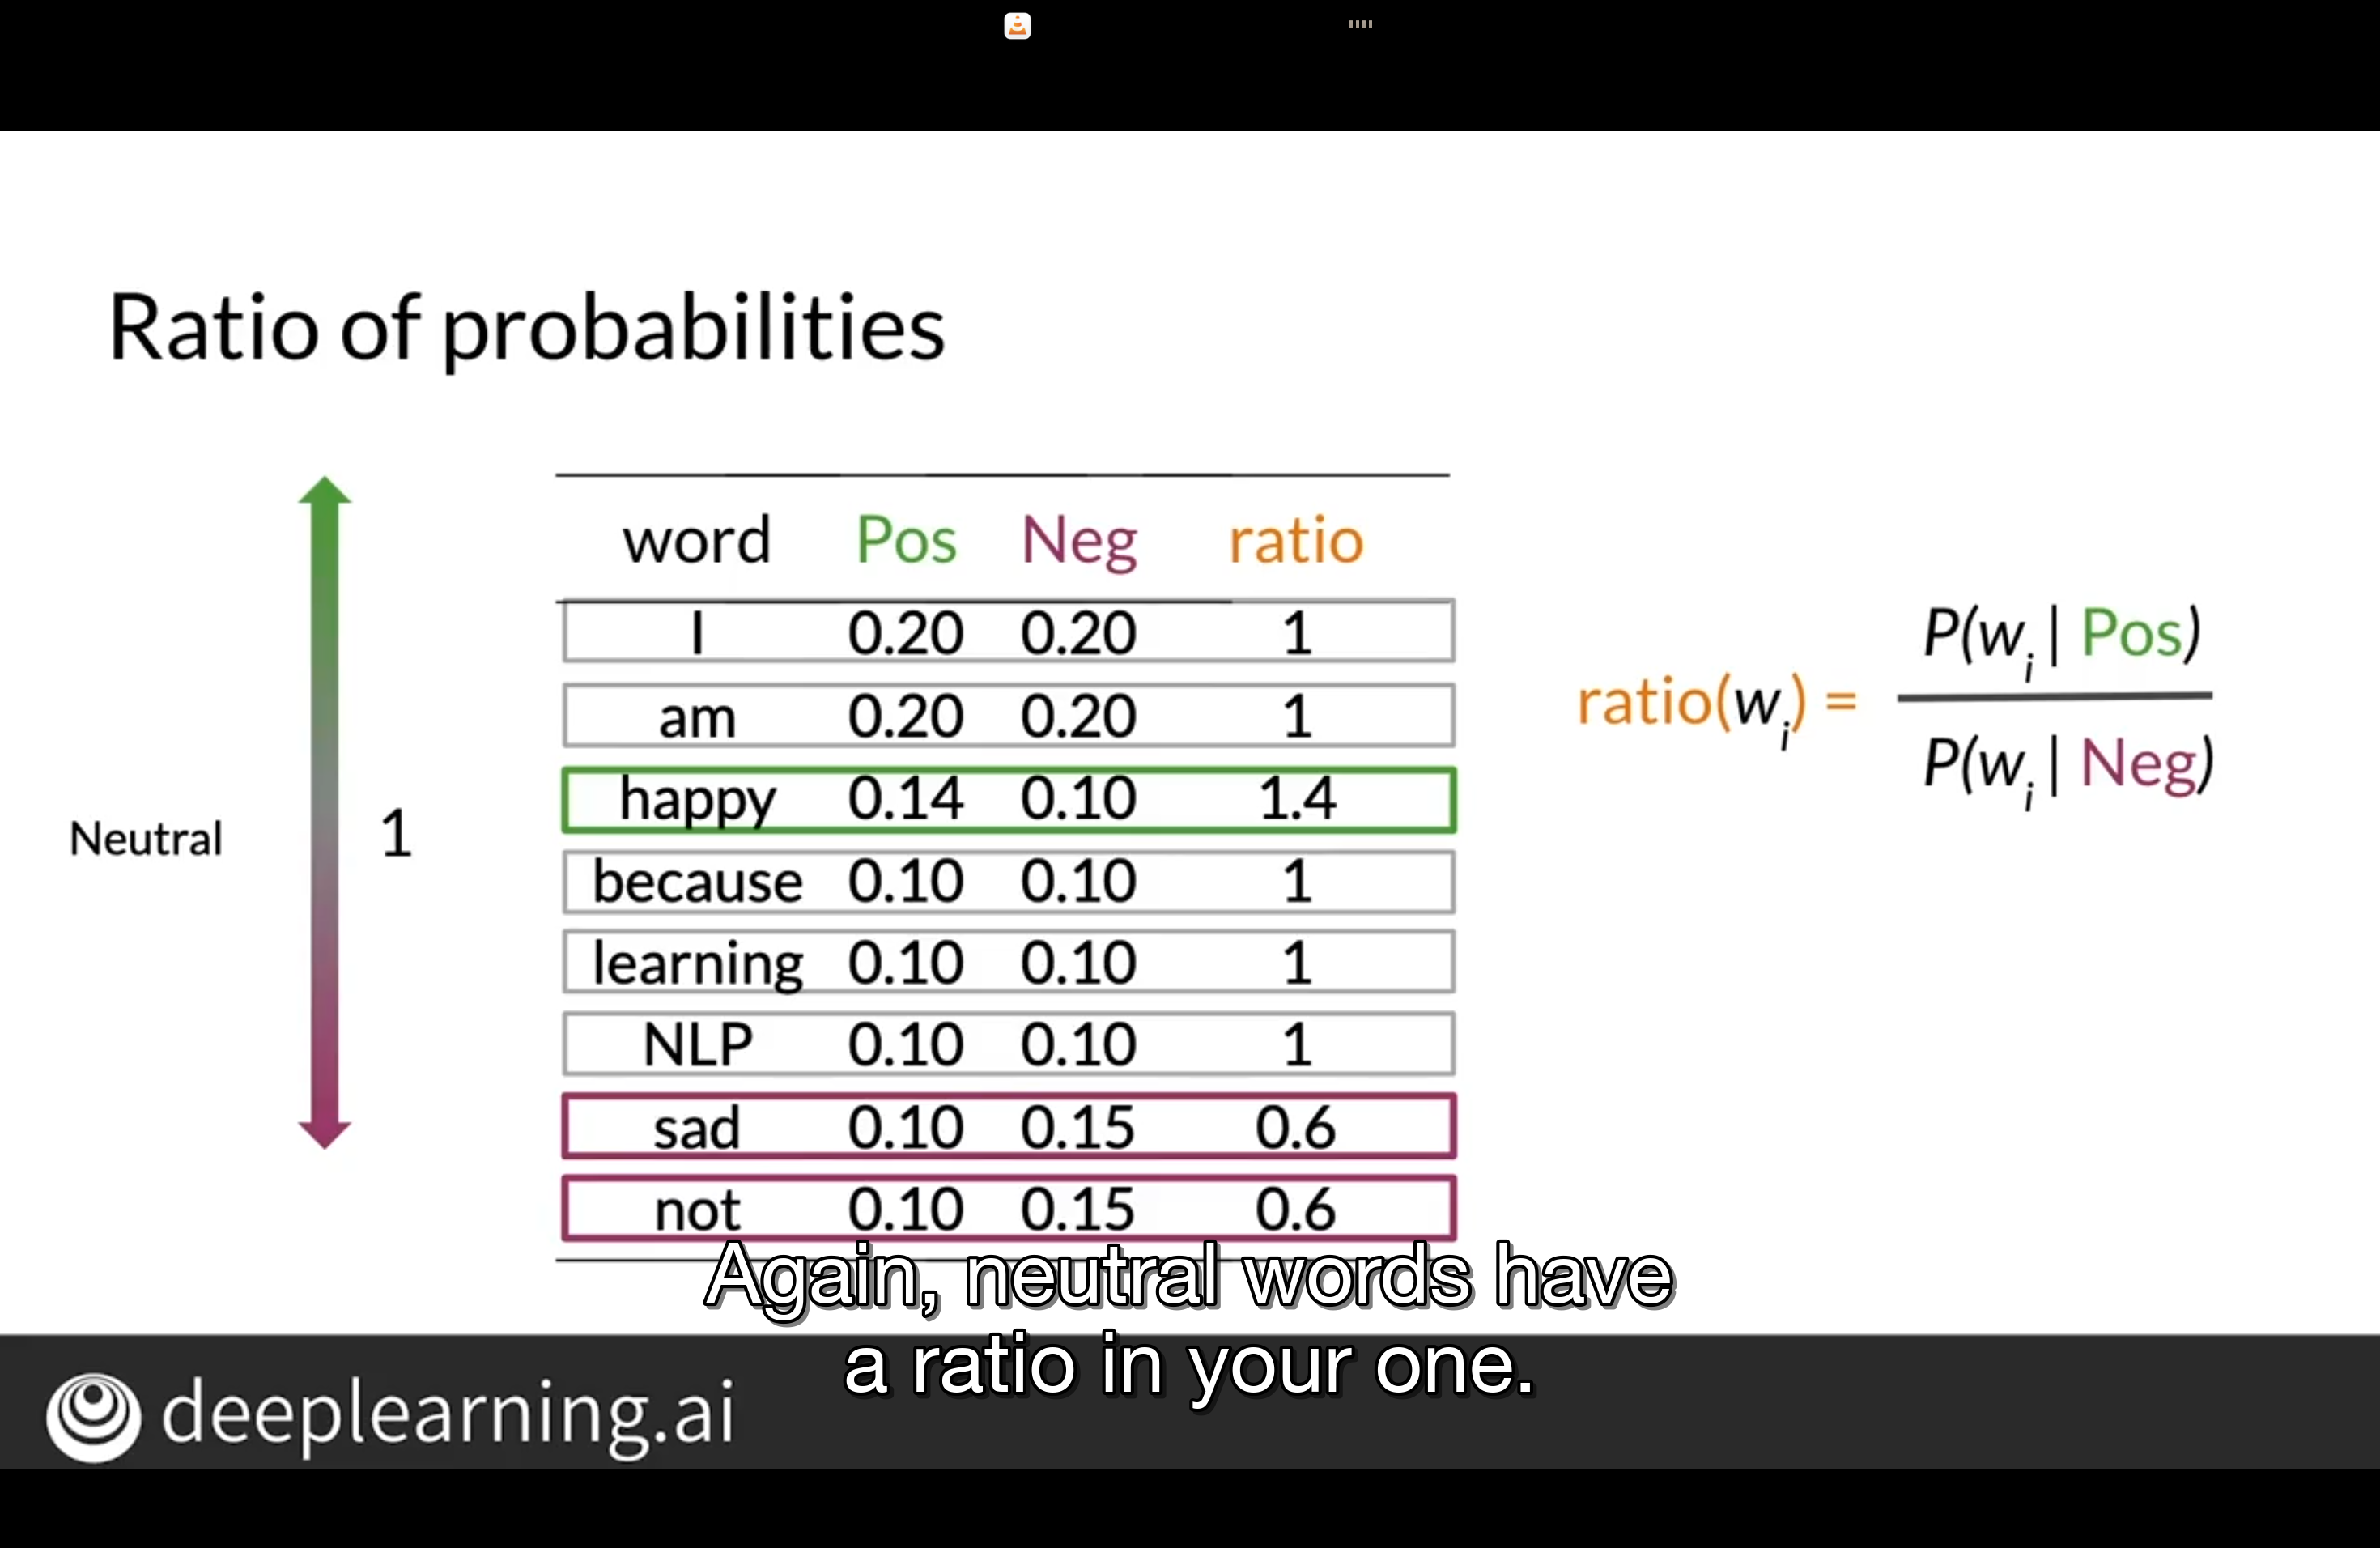 Ratio of probabilities
word Pos Neg ratio
I 0.20 0.20 1
am 0.20 0.20 1
happy 0.14 0.10 1.4
because 0.10 0.10 1
learning 0.10 0.10 1
NLP 0.10 0.10 1
sad 0.10 0.15 0.6
not 0.10 0.15 0.6
Neutral 1
ratio(w_i) = P(w_i | Pos) / P(w_i | Neg)
Again, neutral words have
a ratio in your one.
deeplearning.ai